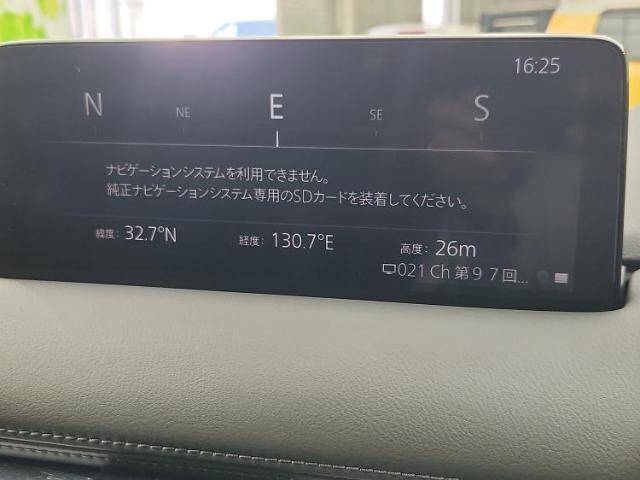 16:25
N NE E SE S
ナビゲーションシステムを利用できません。
純正ナビゲーションシステム専用のSDカードを装着してください。
緯度: 32.7°N 経度: 130.7°E 高度: 26m
021 Ch 第９７回...